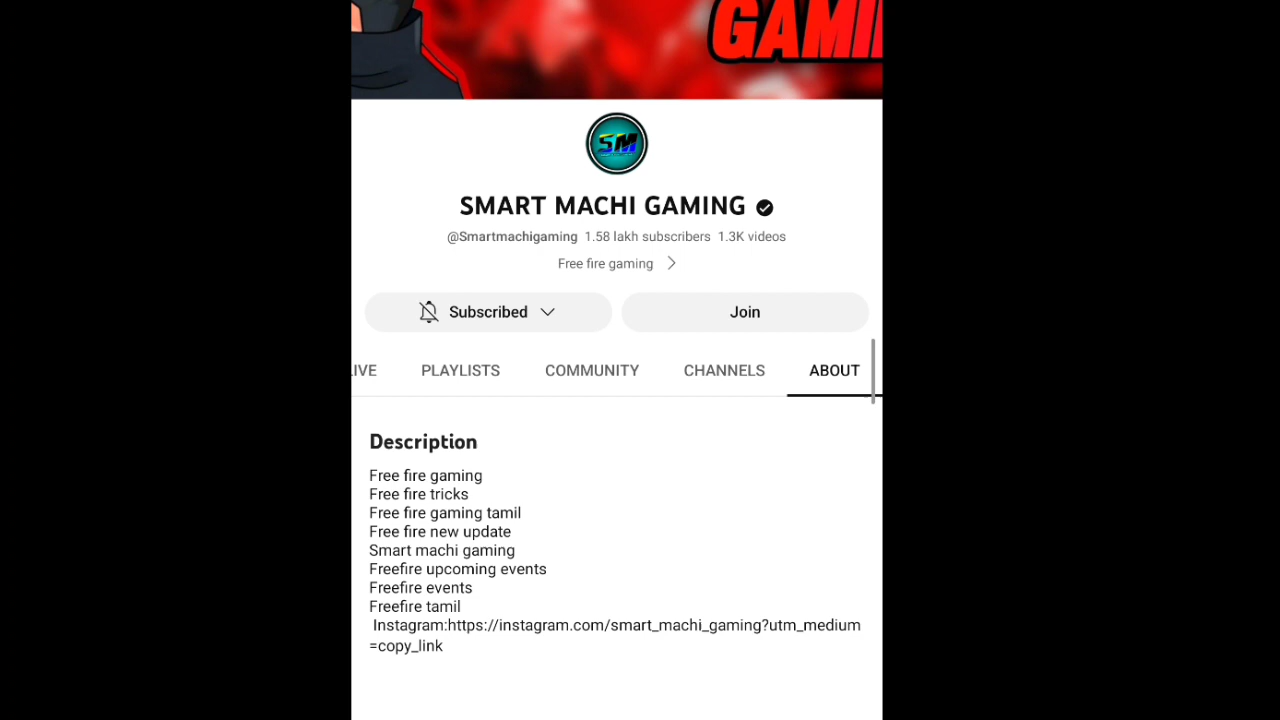 GAMI
SM
SMART MACHI GAMING
@Smartmachigaming 1.58 lakh subscribers 1.3K videos
Free fire gaming
Subscribed
Join
LIVE PLAYLISTS COMMUNITY CHANNELS ABOUT
Description
Free fire gaming
Free fire tricks
Free fire gaming tamil
Free fire new update
Smart machi gaming
Freefire upcoming events
Freefire events
Freefire tamil
Instagram:https://instagram.com/smart_machi_gaming?utm_medium
=copy_link